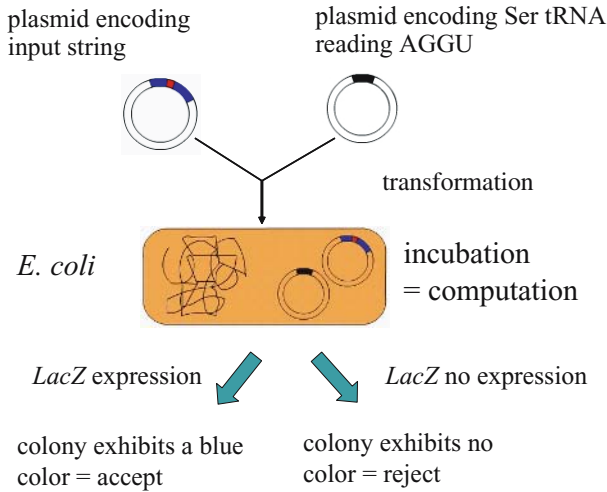 plasmid encoding
input string
plasmid encoding Ser tRNA
reading AGGU
transformation
E. coli
incubation
= computation
LacZ expression
LacZ no expression
colony exhibits a blue
color = accept
colony exhibits no
color = reject